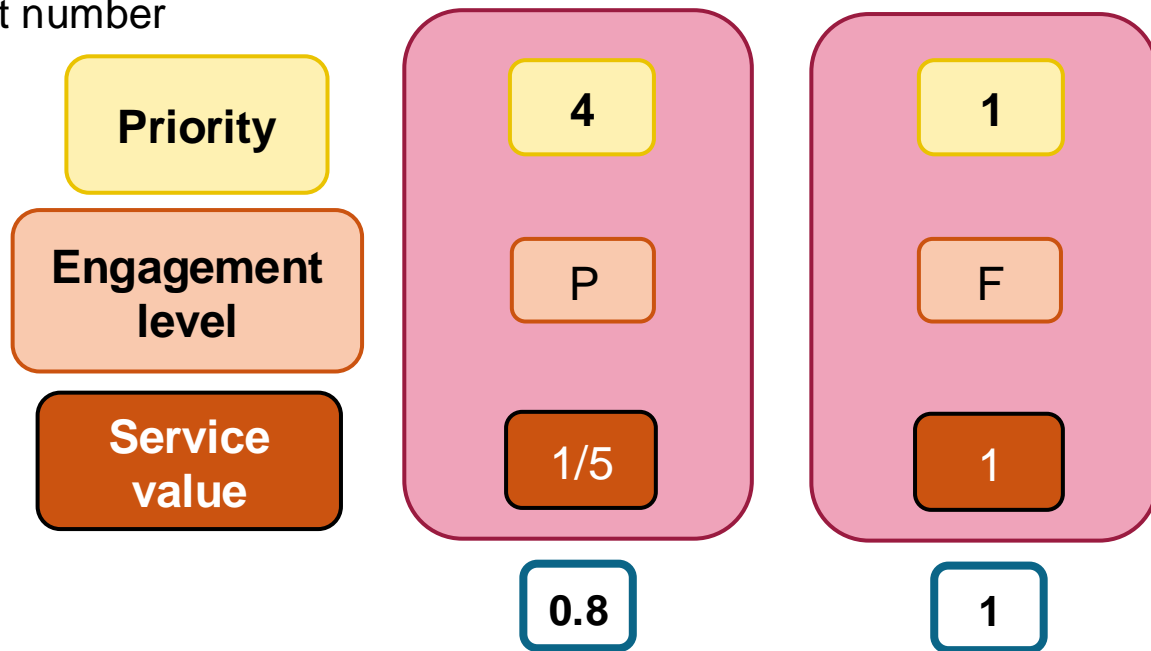 t number
Priority
4
1
Engagement
level
P
F
Service
value
1/5
1
0.8
1